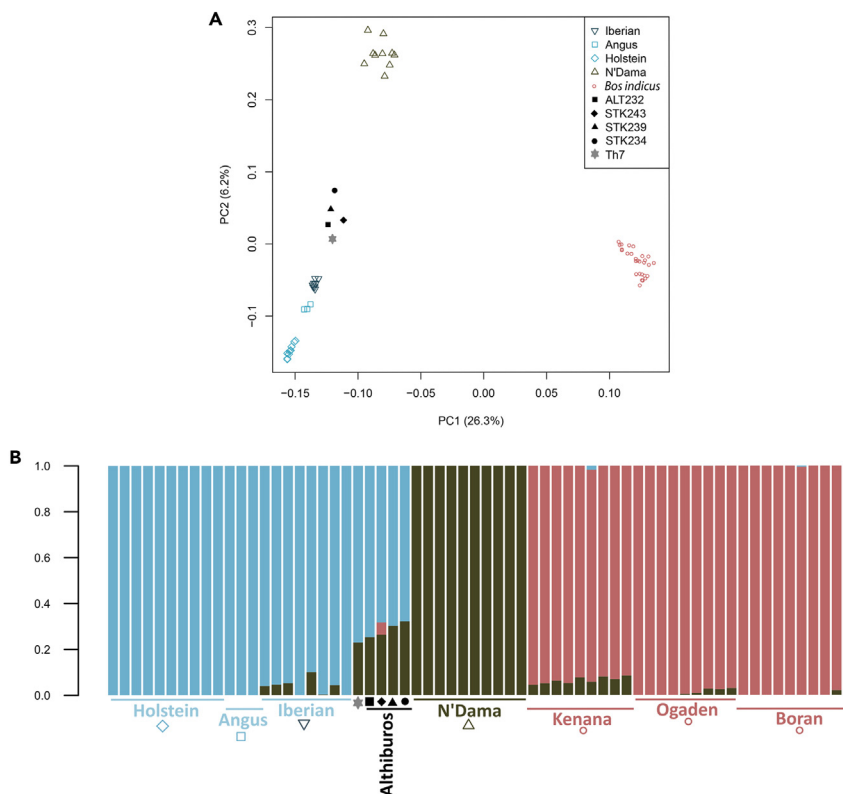 A
0.3
0.2
0.1
0.0
−0.1
PC2 (6.2%)
−0.15
−0.10
−0.05
0.00
0.05
0.10
PC1 (26.3%)
Iberian
Angus
Holstein
N'Dama
Bos indicus
ALT232
STK243
STK239
STK234
Th7
B
1.0
0.8
0.6
0.4
0.2
0.0
Holstein
Angus
Iberian
Althiburos
N'Dama
Kenana
Ogaden
Boran